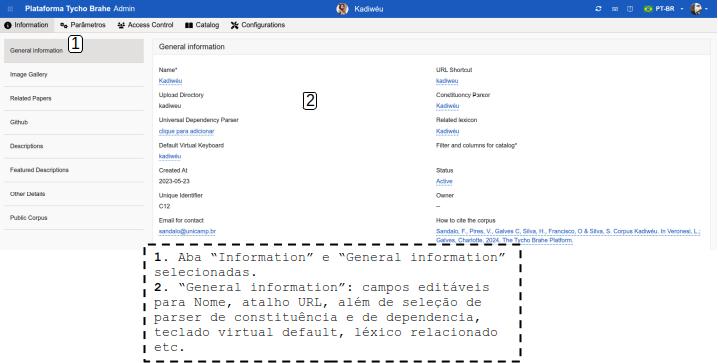 Plataforma Tycho Brahe Admin
Kadiwéu
PT-BR
Information
Parâmetros
Access Control
Catalog
Configurations
General information
1
Image Gallery
Related Papers
Github
Descriptions
Featured Descriptions
Other Details
Public Corpus
General information
2
Name*
Kadiwéu
URL Shortcut
kadiweu
Upload Directory
kadiweu
Constituency Parser
Kadiwéu
Universal Dependency Parser
clique para adicionar
Related lexicon
Kadiwéu
Default Virtual Keyboard
kadiwéu
Filter and columns for catalog*
Created At
2023-05-23
Status
Active
Unique Identifier
C12
Owner
--
Email for contact
sandalo@unicamp.br
How to cite the corpus
Sandalo, F., Pires, V., Galves C, Silva, H., Francisco, O & Silva, S. Corpus Kadiwéu. In Veronesi, L.;
Galves, Charlotte. 2024, The Tycho Brahe Platform.
1. Aba “Information” e “General information”
selecionadas.
2. “General information”: campos editáveis
para Nome, atalho URL, além de seleção de
parser de constituência e de dependencia,
teclado virtual default, léxico relacionado
etc.